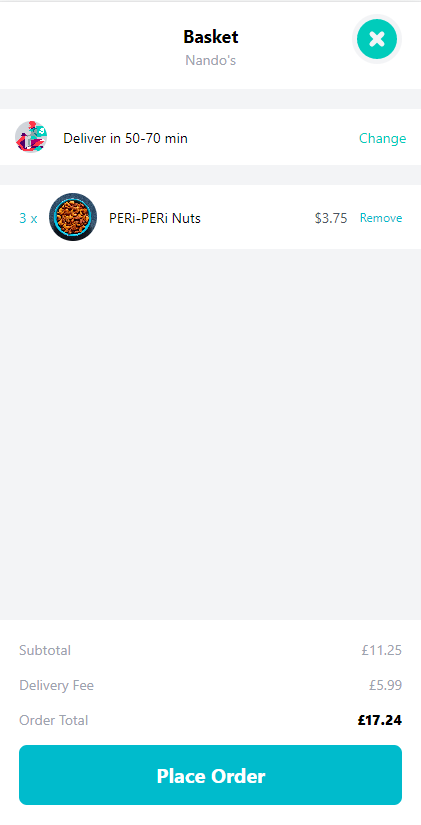 Basket
Nando's
Deliver in 50-70 min Change
3 x PERi-PERi Nuts $3.75 Remove
Subtotal £11.25
Delivery Fee £5.99
Order Total £17.24
Place Order